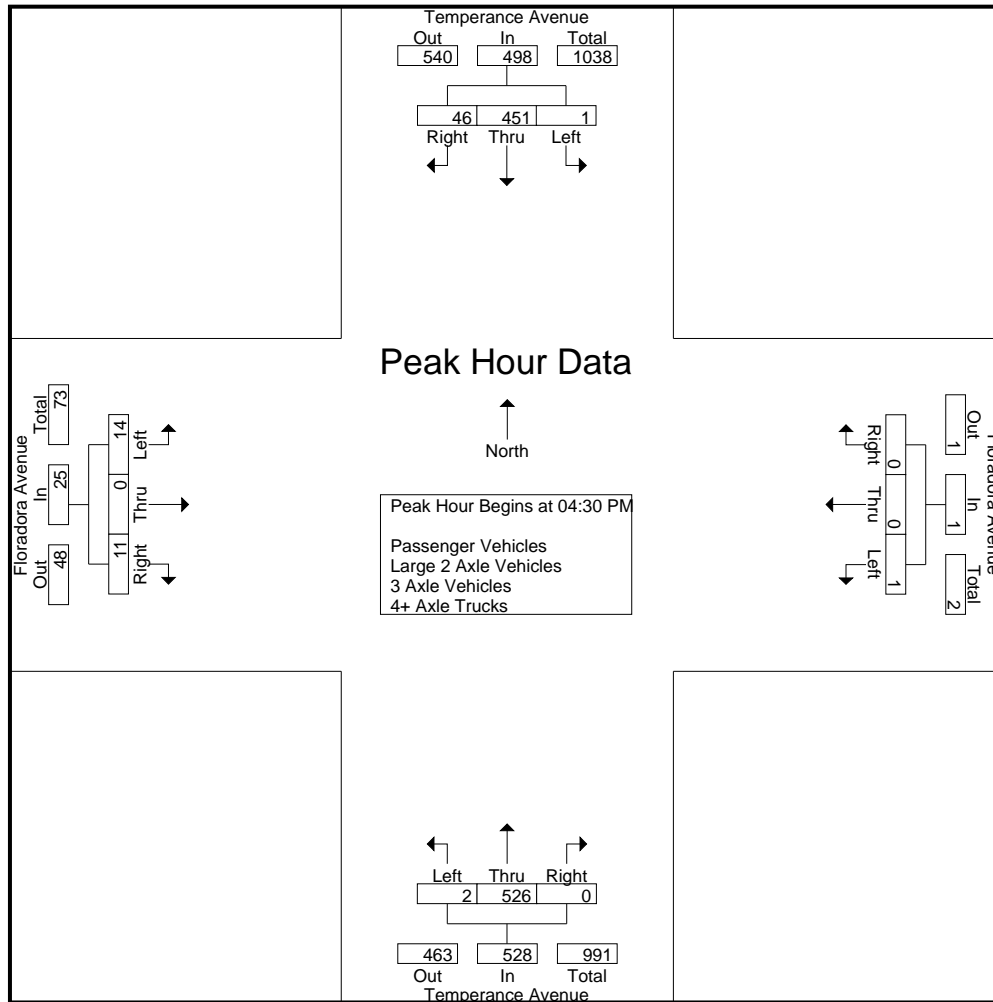 Temperance Avenue
Out In Total
540 498 1038
46 451 1
Right Thru Left
Peak Hour Data
North
Peak Hour Begins at 04:30 PM
Passenger Vehicles
Large 2 Axle Vehicles
3 Axle Vehicles
4+ Axle Trucks
Floradora Avenue
Out In Total
48 25 73
11 0 14
Right Thru Left
Floradora Avenue
Out In Total
1 1 2
0 0 1
Right Thru Left
Left Thru Right
2 526 0
463 528 991
Out In Total
Temperance Avenue